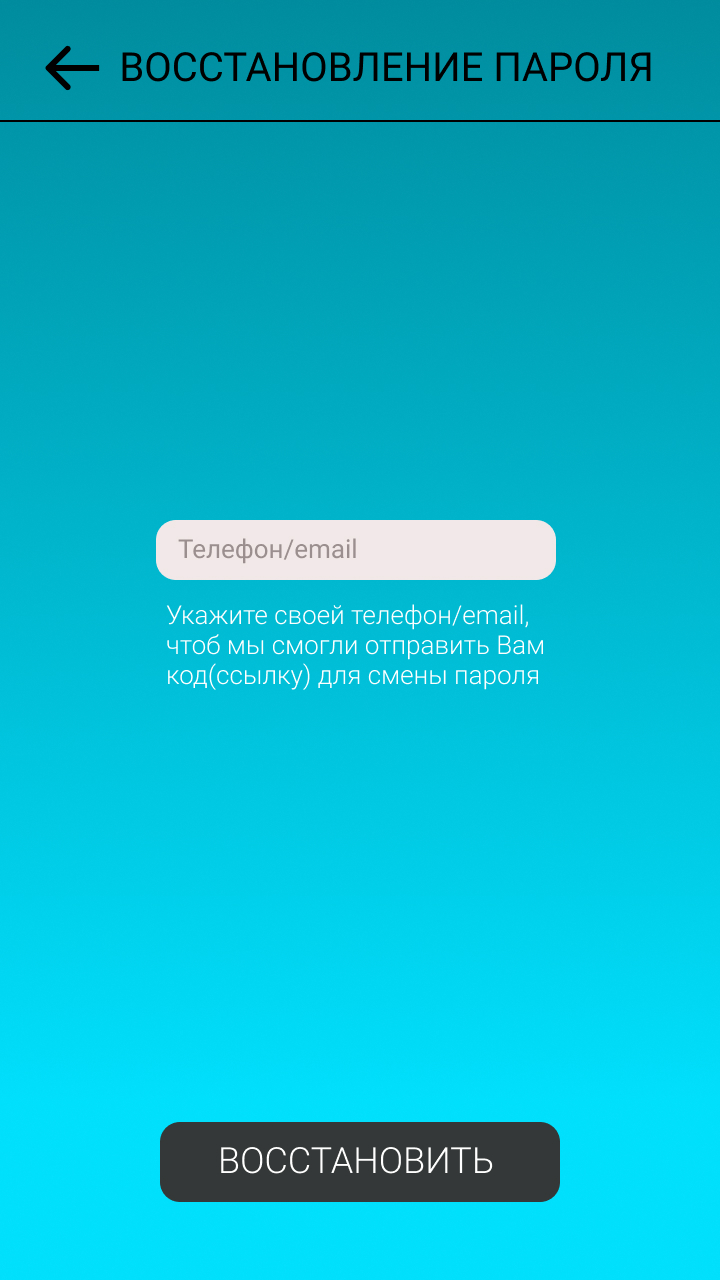 ВОССТАНОВЛЕНИЕ ПАРОЛЯ
Телефон/email
Укажите своей телефон/email,
чтоб мы смогли отправить Вам
код(ссылку) для смены пароля
ВОССТАНОВИТЬ